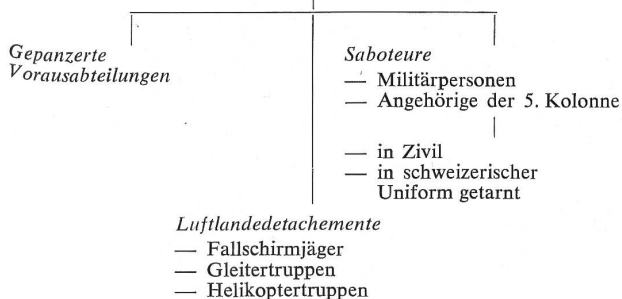 Gepanzerte
Vorausabteilungen
Saboteure
— Militärpersonen
— Angehörige der 5. Kolonne
— in Zivil
— in schweizerischer
Uniform getarnt
Luftlandedetachemente
— Fallschirmjäger
— Gleitertruppen
— Helikoptertruppen